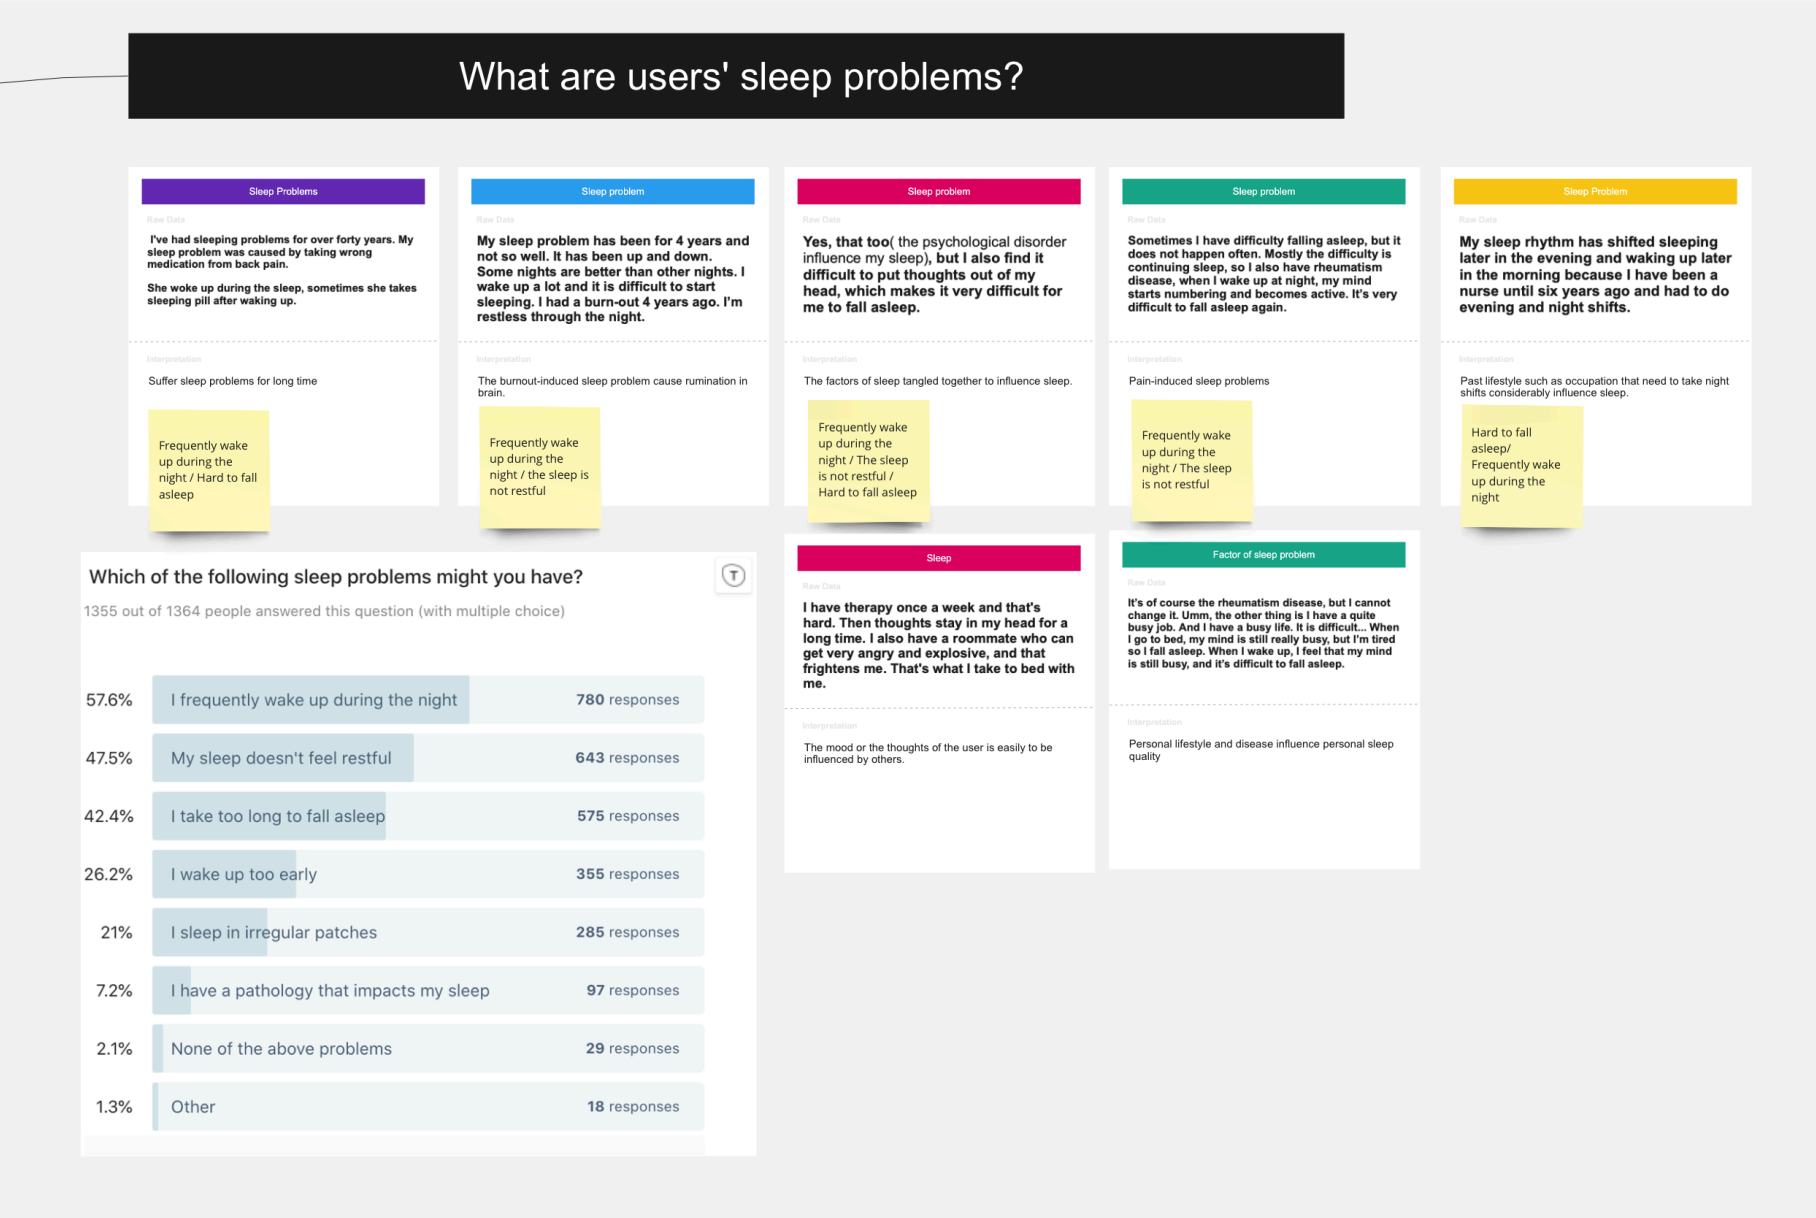 What are users' sleep problems?
Sleep Problems
Raw Data
I've had sleeping problems for over forty years. My
sleep problem was caused by taking wrong
medication from back pain.
She woke up during the sleep, sometimes she takes
sleeping pill after waking up.
Interpretation
Suffer sleep problems for long time
Frequently wake
up during the
night / Hard to fall
asleep
Sleep problem
Raw Data
My sleep problem has been for 4 years and
not so well. It has been up and down.
Some nights are better than other nights. I
wake up a lot and it is difficult to start
sleeping. I had a burn-out 4 years ago. I'm
restless through the night.
Interpretation
The burnout-induced sleep problem cause rumination in
brain.
Frequently wake
up during the
night / the sleep is
not restful
Sleep problem
Raw Data
Yes, that too( the psychological disorder
influence my sleep), but I also find it
difficult to put thoughts out of my
head, which makes it very difficult for
me to fall asleep.
Interpretation
The factors of sleep tangled together to influence sleep.
Frequently wake
up during the
night / The sleep
is not restful /
Hard to fall asleep
Sleep problem
Raw Data
Sometimes I have difficulty falling asleep, but it
does not happen often. Mostly the difficulty is
continuing sleep, so I also have rheumatism
disease, when I wake up at night, my mind
starts numbering and becomes active. It's very
difficult to fall asleep again.
Interpretation
Pain-induced sleep problems
Frequently wake
up during the
night / The sleep
is not restful
Sleep Problem
Raw Data
My sleep rhythm has shifted sleeping
later in the evening and waking up later
in the morning because I have been a
nurse until six years ago and had to do
evening and night shifts.
Interpretation
Past lifestyle such as occupation that need to take night
shifts considerably influence sleep.
Hard to fall
asleep/
Frequently wake
up during the
night
Which of the following sleep problems might you have?
T
1355 out of 1364 people answered this question (with multiple choice)
57.6% I frequently wake up during the night 780 responses
47.5% My sleep doesn't feel restful 643 responses
42.4% I take too long to fall asleep 575 responses
26.2% I wake up too early 355 responses
21% I sleep in irregular patches 285 responses
7.2% I have a pathology that impacts my sleep 97 responses
2.1% None of the above problems 29 responses
1.3% Other 18 responses
Sleep
Raw Data
I have therapy once a week and that's
hard. Then thoughts stay in my head for a
long time. I also have a roommate who can
get very angry and explosive, and that
frightens me. That's what I take to bed with
me.
Interpretation
The mood or the thoughts of the user is easily to be
influenced by others.
Factor of sleep problem
Raw Data
It's of course the rheumatism disease, but I cannot
change it. Umm, the other thing is I have a quite
busy job. And I have a busy life. It is difficult... When
I go to bed, my mind is still really busy, but I'm tired
so I fall asleep. When I wake up, I feel that my mind
is still busy, and it's difficult to fall asleep.
Interpretation
Personal lifestyle and disease influence personal sleep
quality